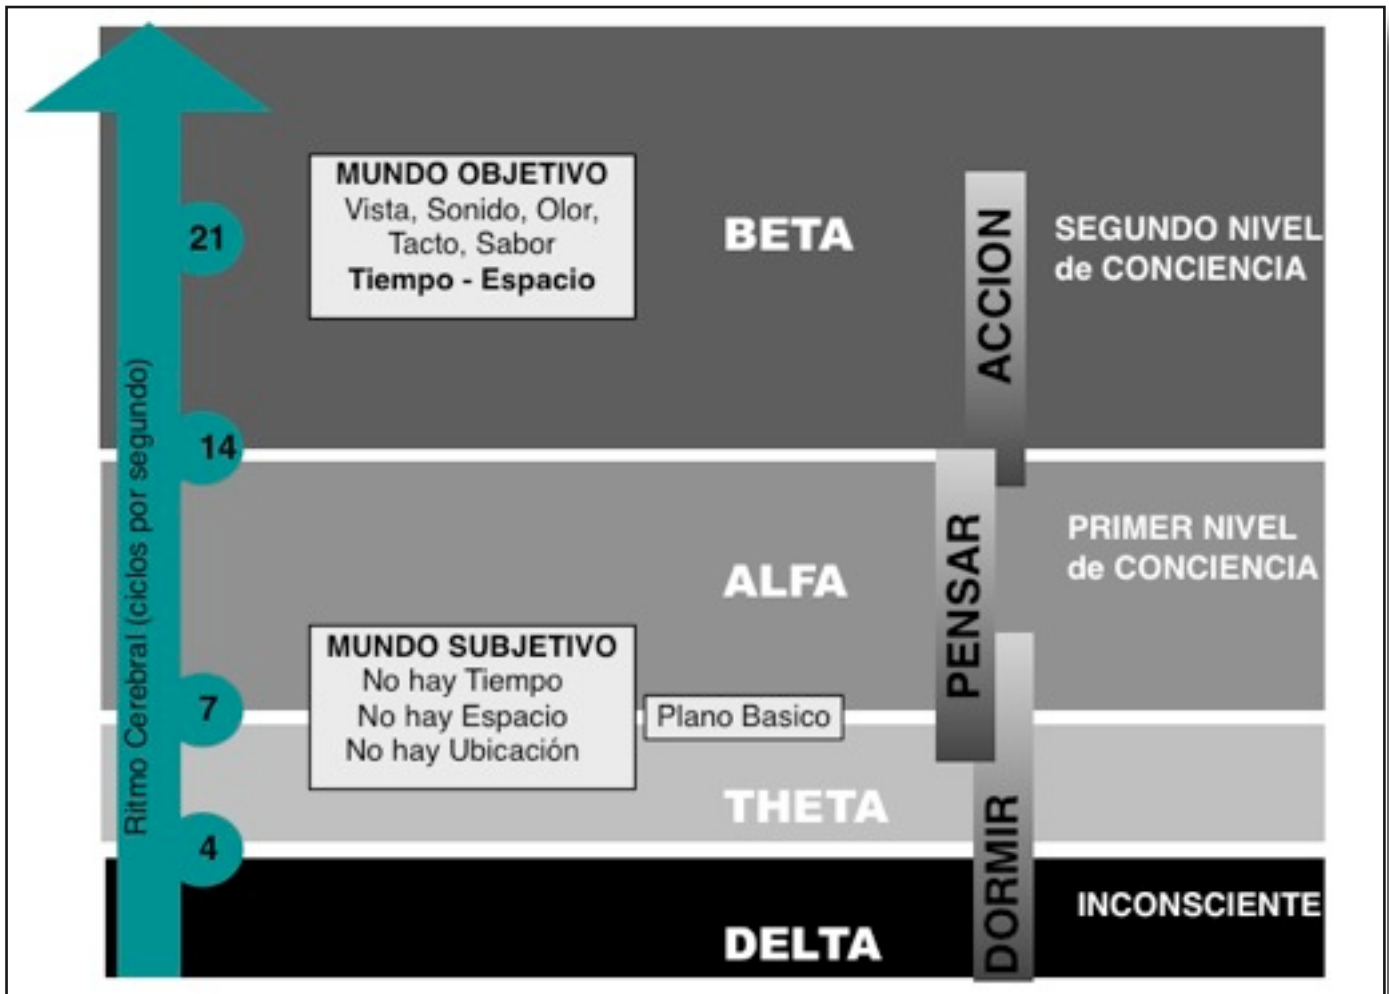 MUNDO OBJETIVO
Vista, Sonido, Olor,
Tacto, Sabor
Tiempo - Espacio
21
BETA
ACCION
SEGUNDO NIVEL
de CONCIENCIA
Ritmo Cerebral (ciclos por segundo)
14
ALFA
PENSAR
PRIMER NIVEL
de CONCIENCIA
MUNDO SUBJETIVO
No hay Tiempo
No hay Espacio
No hay Ubicación
7
Plano Basico
THETA
4
DORMIR
INCONSCIENTE
DELTA